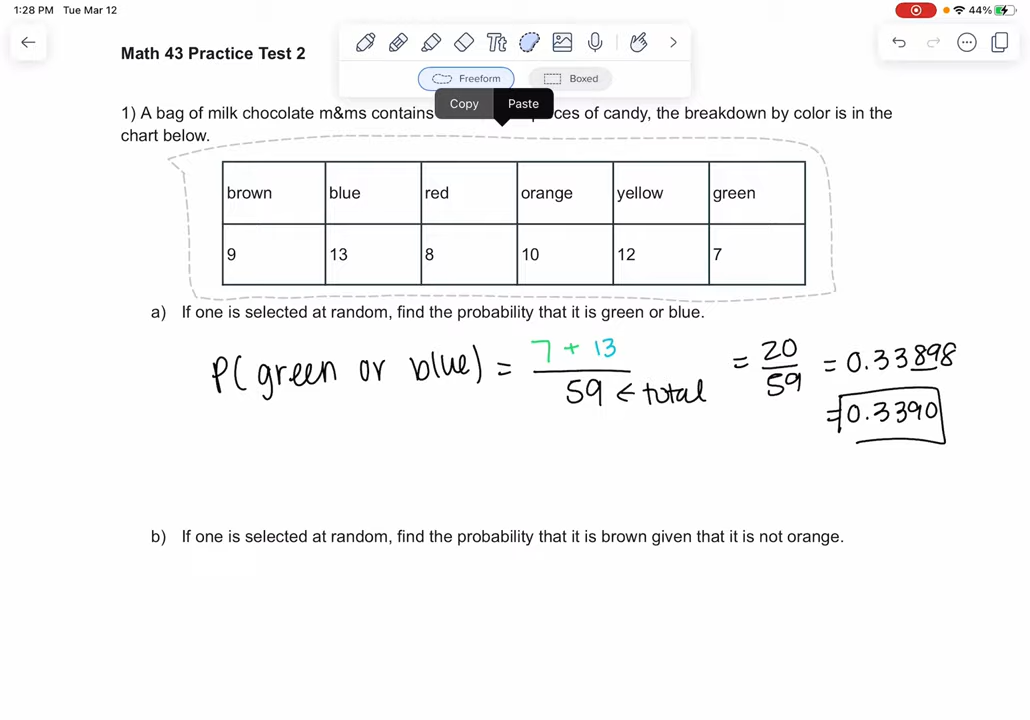 1:28 PM Tue Mar 12
44%
Math 43 Practice Test 2
Tt
Freeform
Boxed
Copy
Paste
1) A bag of milk chocolate m&ms contains ces of candy, the breakdown by color is in the
chart below.
brown blue red orange yellow green
9 13 8 10 12 7
a) If one is selected at random, find the probability that it is green or blue.
P(green or blue) = 7 + 13 / 59 ← total = 20/59 = 0.33898
= 0.3390
b) If one is selected at random, find the probability that it is brown given that it is not orange.